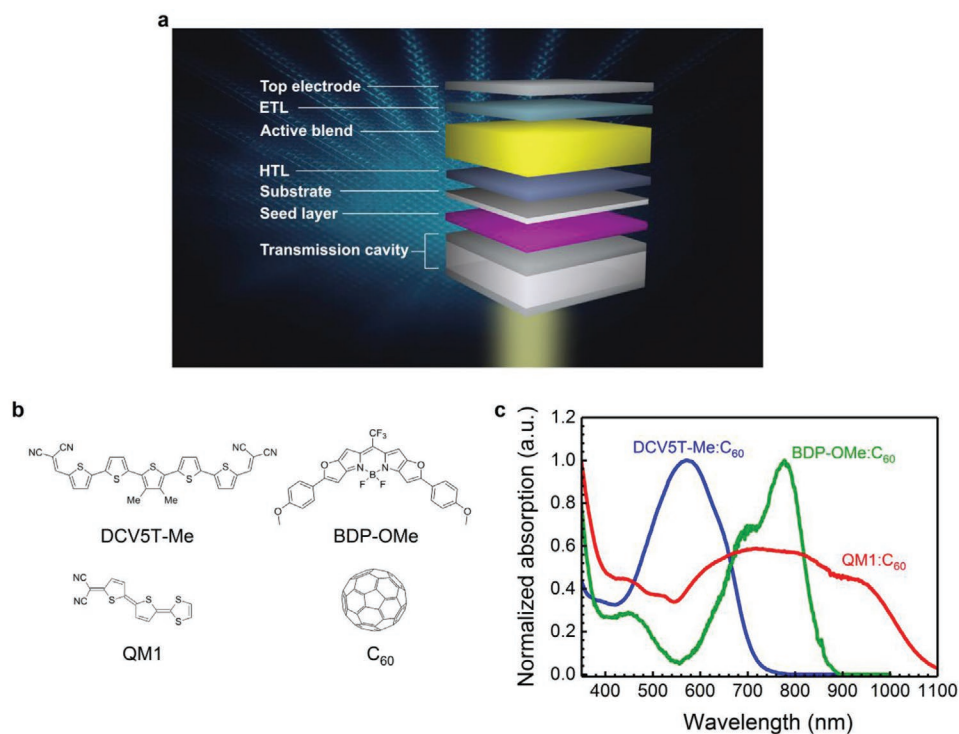 a
Top electrode
ETL
Active blend
HTL
Substrate
Seed layer
Transmission cavity
b
NC CN NC CN
Me Me
DCV5T-Me
CF3
O N N O
B
F F
O O
BDP-OMe
S S S S S
NC
CN
S S S
S
QM1
C60
c
Normalized absorption (a.u.)
1.2
1.0
0.8
0.6
0.4
0.2
0.0
DCV5T-Me:C60
BDP-OMe:C60
QM1:C60
400 500 600 700 800 900 1000 1100
Wavelength (nm)